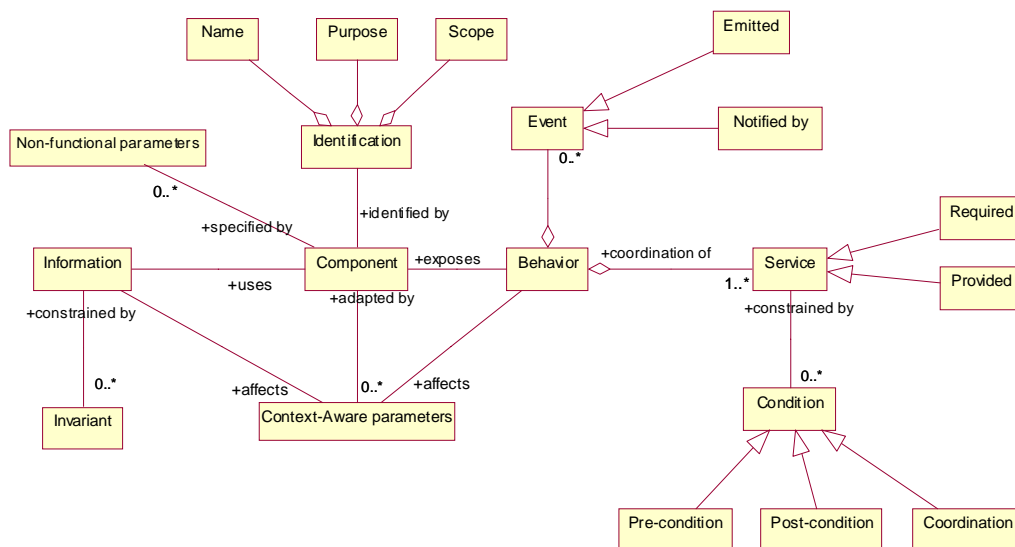 Name
Purpose
Scope
Emitted
Event
Notified by
Identification
Non-functional parameters
0..*
0..*
+identified by
+specified by
Required
Information
Component
+exposes
Behavior
+coordination of
Service
+uses
+adapted by
1..*
Provided
+constrained by
+constrained by
0..*
+affects
0..*
+affects
0..*
Invariant
Context-Aware parameters
Condition
Pre-condition
Post-condition
Coordination